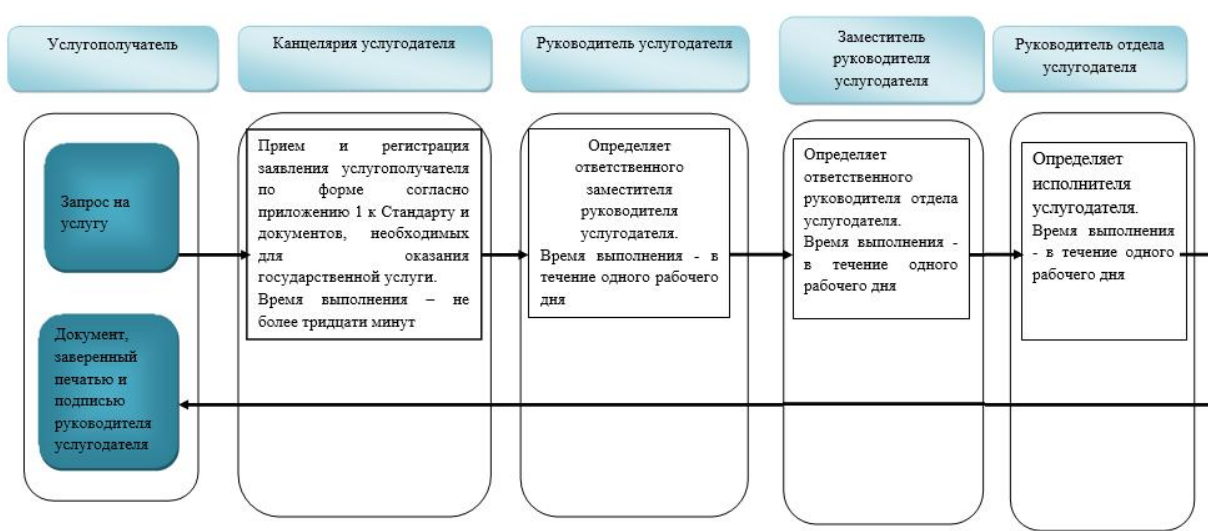 Услугополучатель
Канцелярия услугодателя
Руководитель услугодателя
Заместитель
руководителя
услугодателя
Руководитель отдела
услугодателя
Запрос на
услугу
Документ,
заверенный
печатью и
подписью
руководителя
услугодателя
Прием и регистрация
заявления услугополучателя
по форме согласно
приложению 1 к Стандарту и
документов, необходимых
для оказания
государственной услуги.
Время выполнения – не
более тридцати минут
Определяет
ответственного
заместителя
руководителя
услугодателя.
Время выполнения - в
течение одного рабочего
дня
Определяет
ответственного
руководителя отдела
услугодателя.
Время выполнения -
в течение одного
рабочего дня
Определяет
исполнителя
услугодателя.
Время выполнения
- в течение одного
рабочего дня